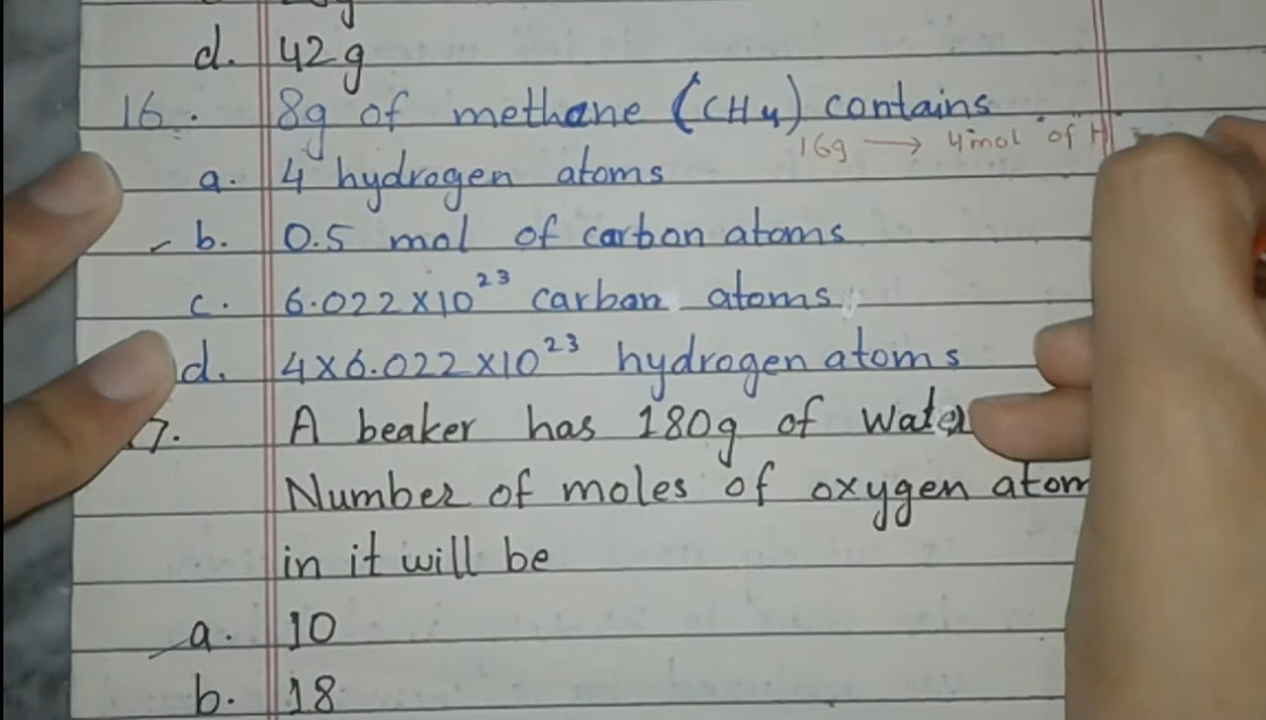 d. 42g
16. 8g of methane (CH4) contains
16g → 4mol of H
a. 4 hydrogen atoms
b. 0.5 mol of carbon atoms
c. 6.022×10²³ carbon atoms
d. 4×6.022×10²³ hydrogen atoms
7. A beaker has 180g of Water
Number of moles of oxygen atom
in it will be
a. 10
b. 18